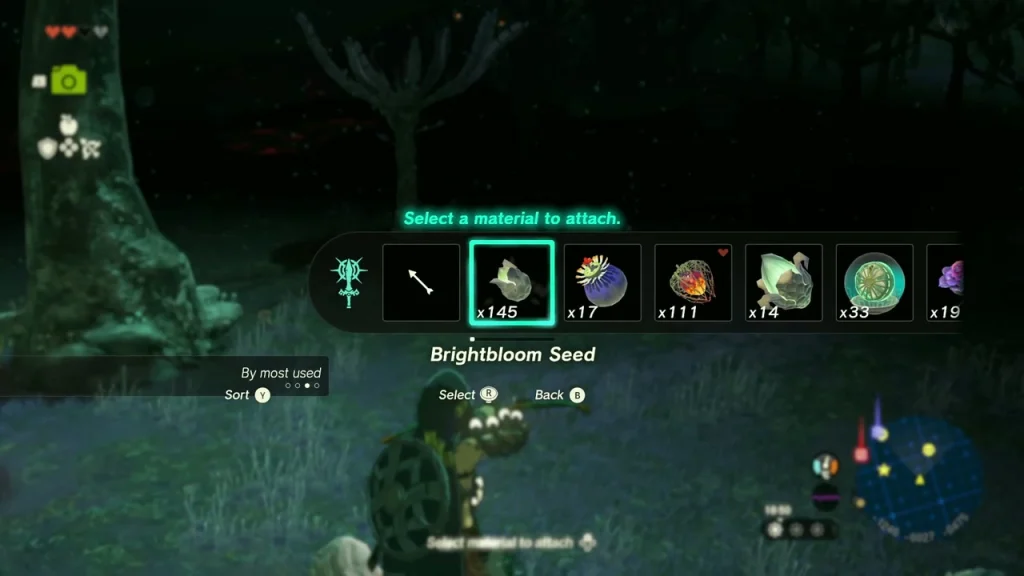 Select a material to attach.
x145
x17
x111
x14
x33
x19
Brightbloom Seed
By most used
Sort Y
Select R
Back B
Select material to attach